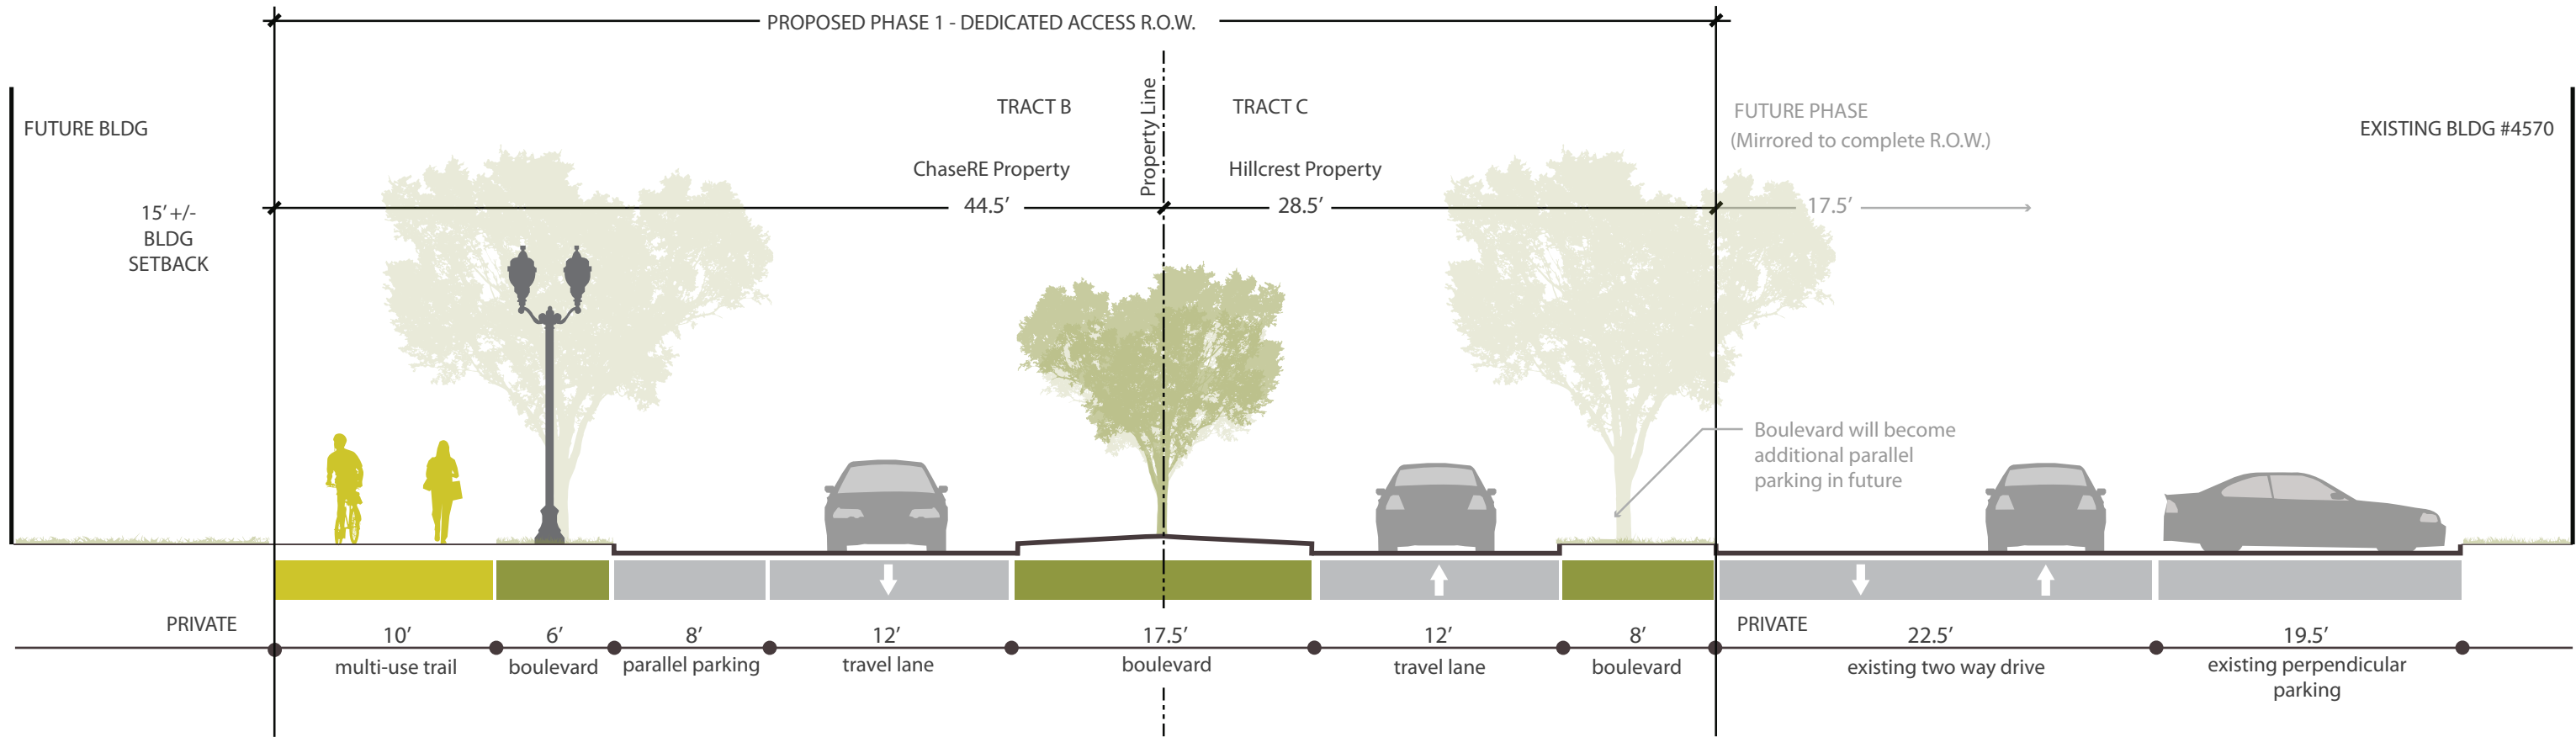 PROPOSED PHASE 1 - DEDICATED ACCESS R.O.W.
FUTURE BLDG
15’ +/-
BLDG
SETBACK
TRACT B
ChaseRE Property
44.5’
Property Line
TRACT C
Hillcrest Property
28.5’
FUTURE PHASE
(Mirrored to complete R.O.W.)
17.5’
EXISTING BLDG #4570
Boulevard will become
additional parallel
parking in future
PRIVATE
10’
multi-use trail
6’
boulevard
8’
parallel parking
12’
travel lane
17.5’
boulevard
12’
travel lane
8’
boulevard
PRIVATE
22.5’
existing two way drive
19.5’
existing perpendicular
parking